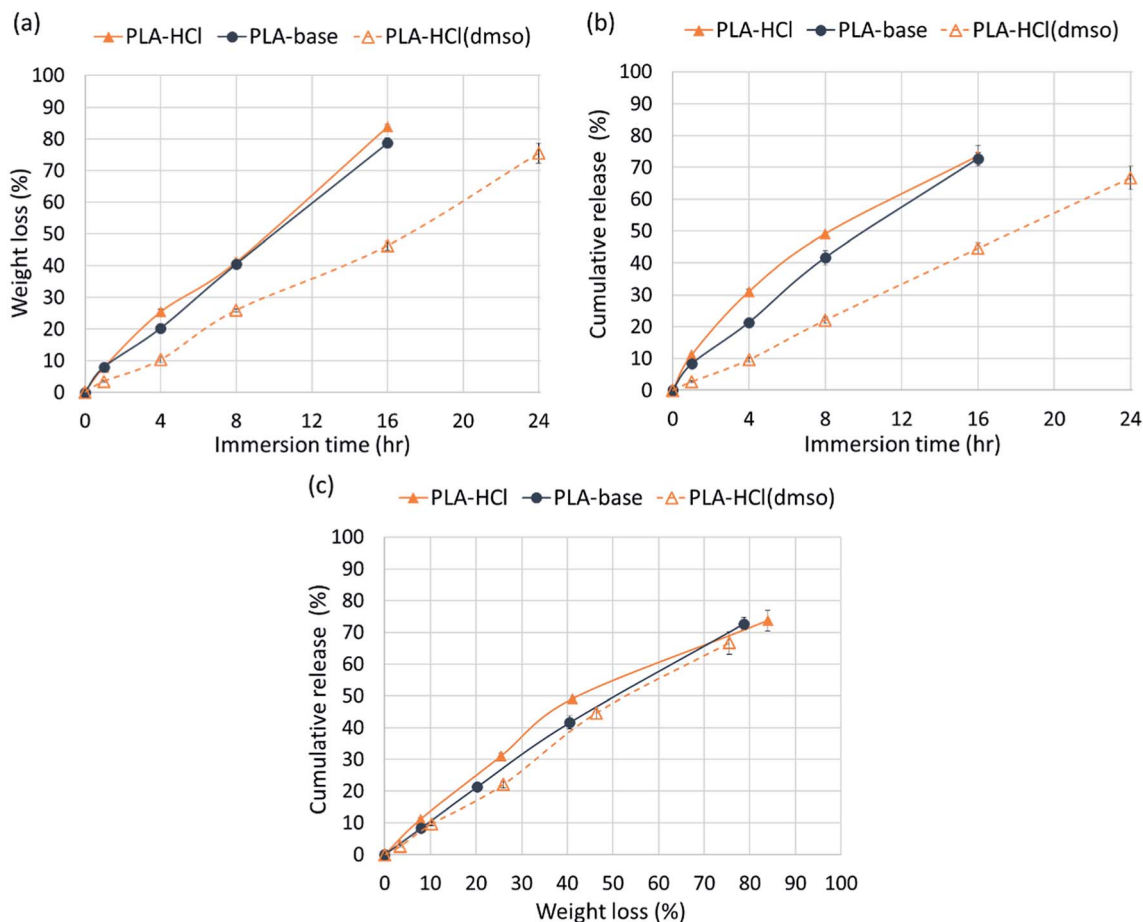 (a)
PLA-HCl PLA-base PLA-HCl(dmso)
100
90
80
70
60
50
40
30
20
10
0
Weight loss (%)
0 4 8 12 16 20 24
Immersion time (hr)
(b)
PLA-HCl PLA-base PLA-HCl(dmso)
100
90
80
70
60
50
40
30
20
10
0
Cumulative release (%)
0 4 8 12 16 20 24
Immersion time (hr)
(c)
PLA-HCl PLA-base PLA-HCl(dmso)
100
90
80
70
60
50
40
30
20
10
0
Cumulative release (%)
0 10 20 30 40 50 60 70 80 90 100
Weight loss (%)